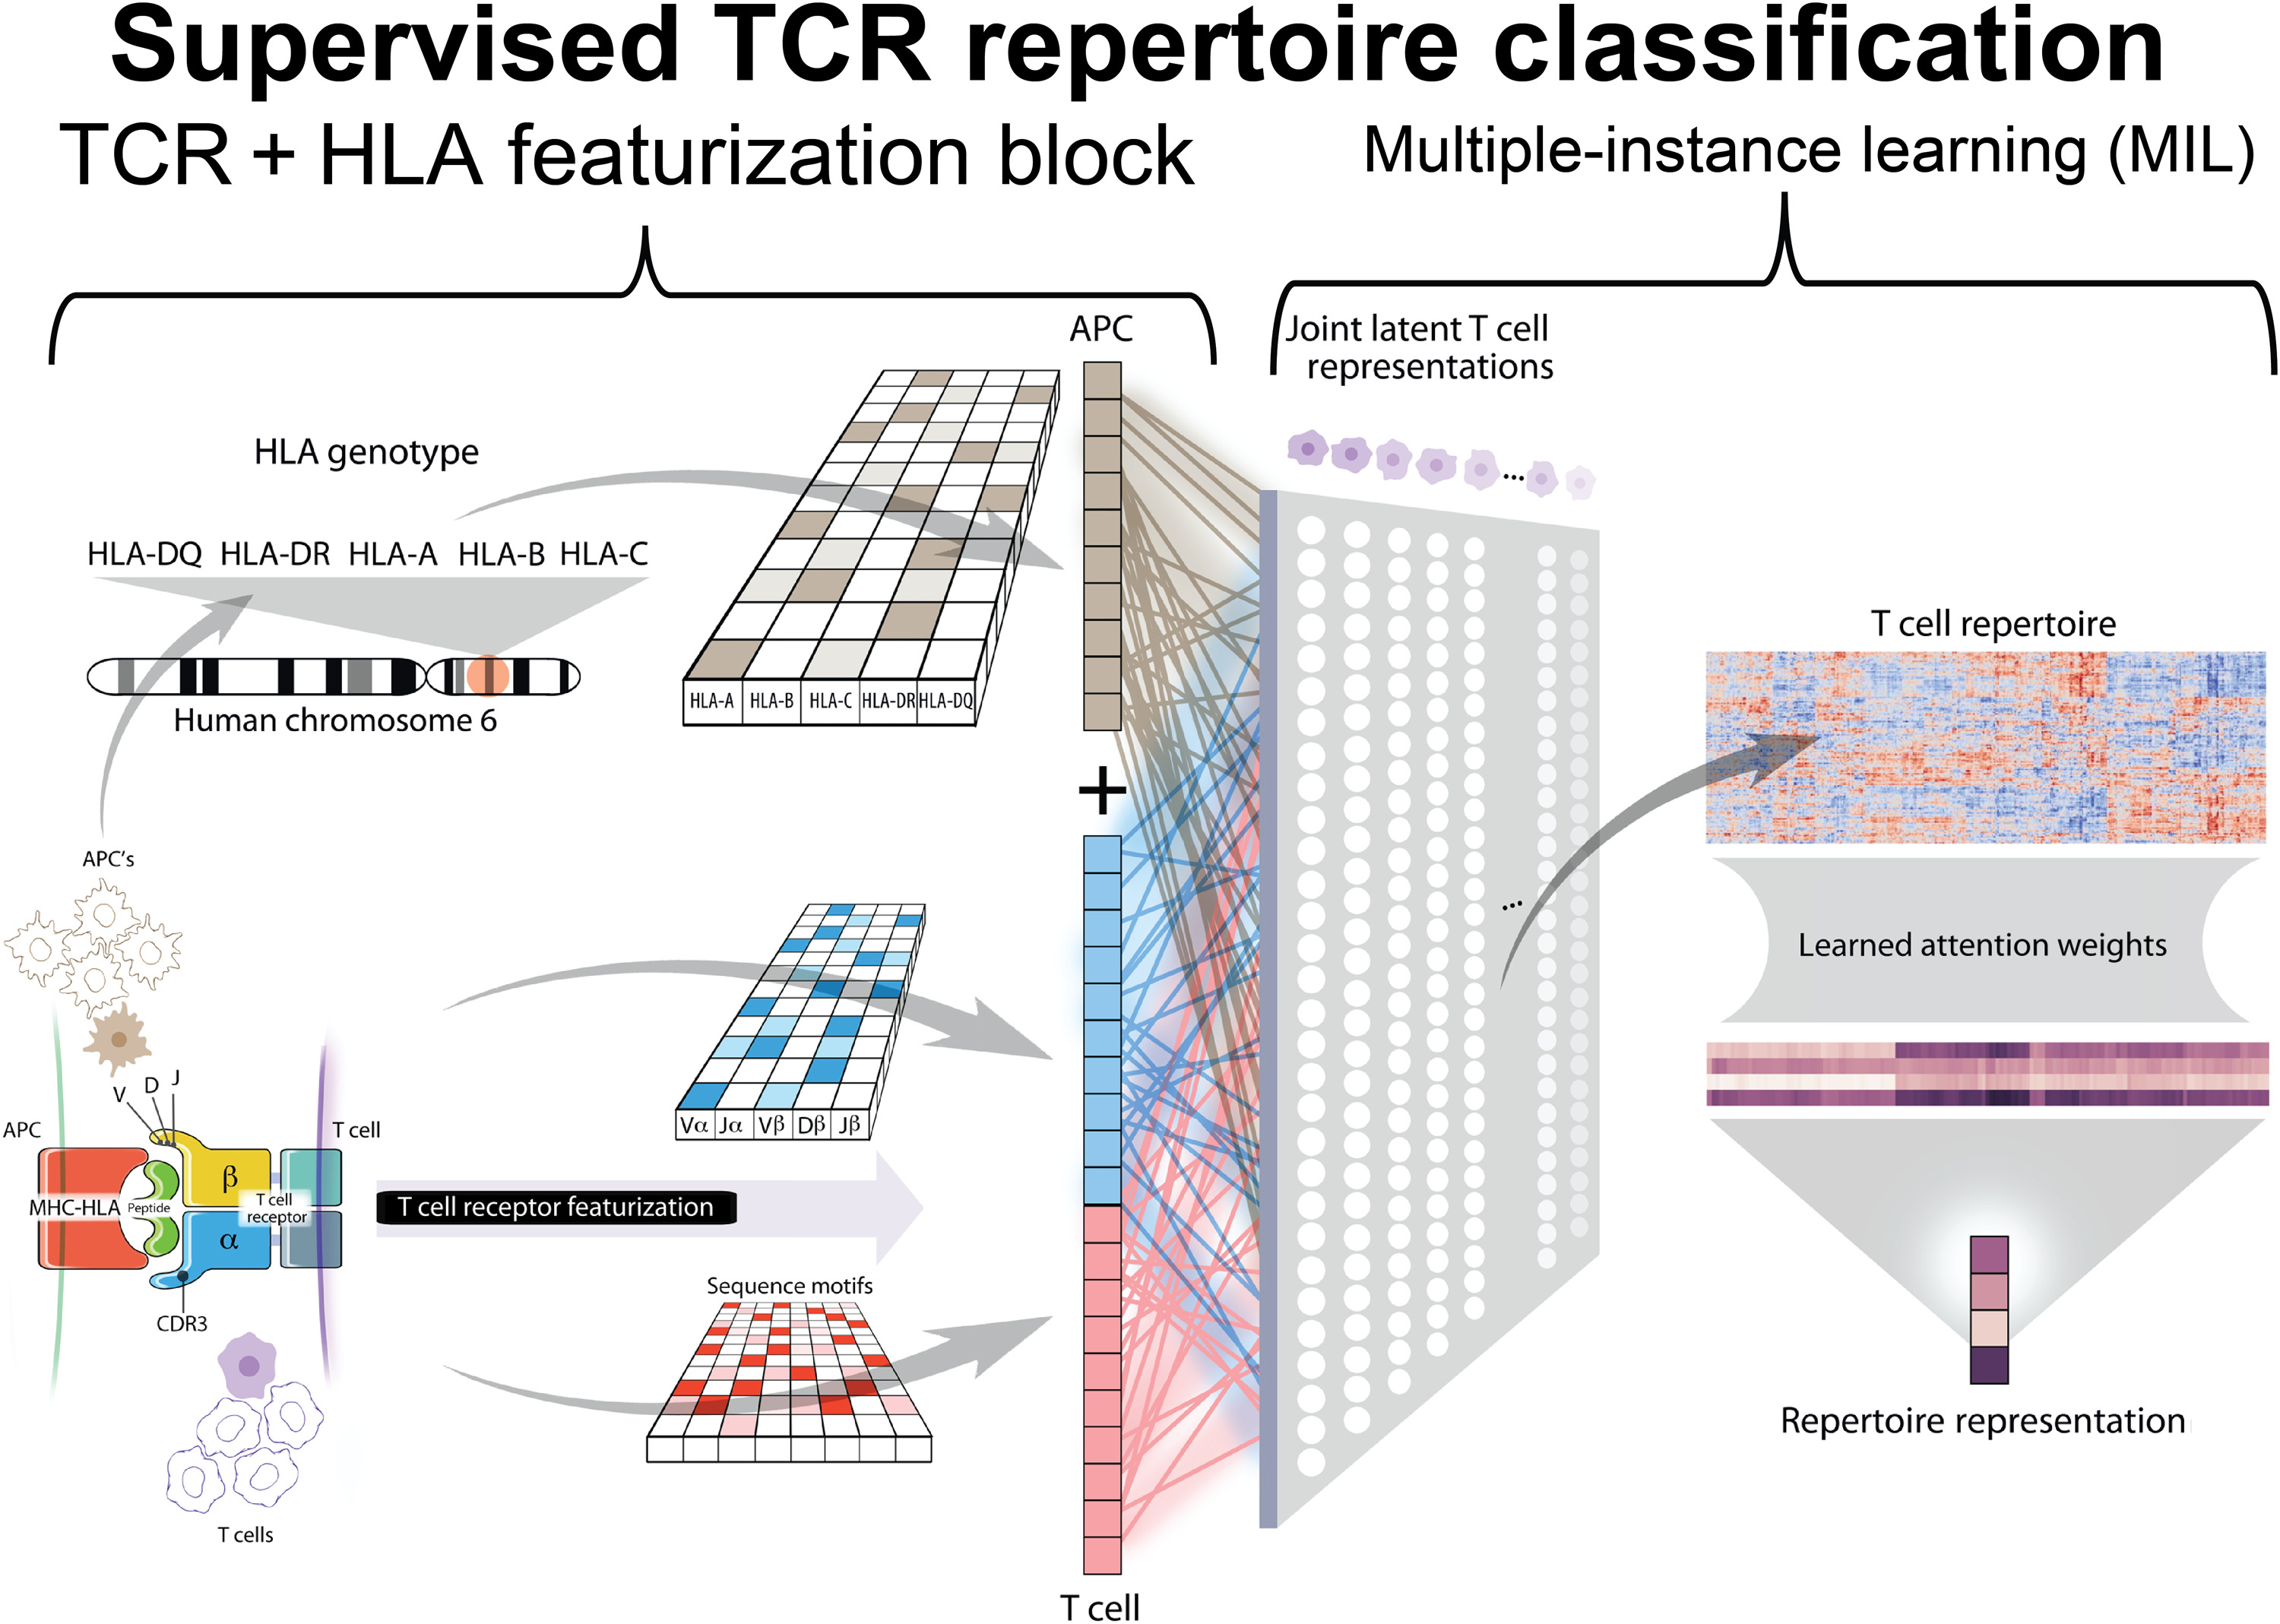 Supervised TCR repertoire classification
TCR + HLA featurization block
Multiple-instance learning (MIL)
APC
Joint latent T cell
representations
HLA genotype
HLA-DQ HLA-DR HLA-A HLA-B HLA-C
Human chromosome 6
HLA-A HLA-B HLA-C HLA-DR HLA-DQ
+
T cell repertoire
Learned attention weights
Repertoire representation
APC's
V D J
APC
T cell
MHC-HLA
Peptide
β
α
T cell
receptor
CDR3
T cells
Vα Jα Vβ Dβ Jβ
T cell receptor featurization
Sequence motifs
...
...
T cell